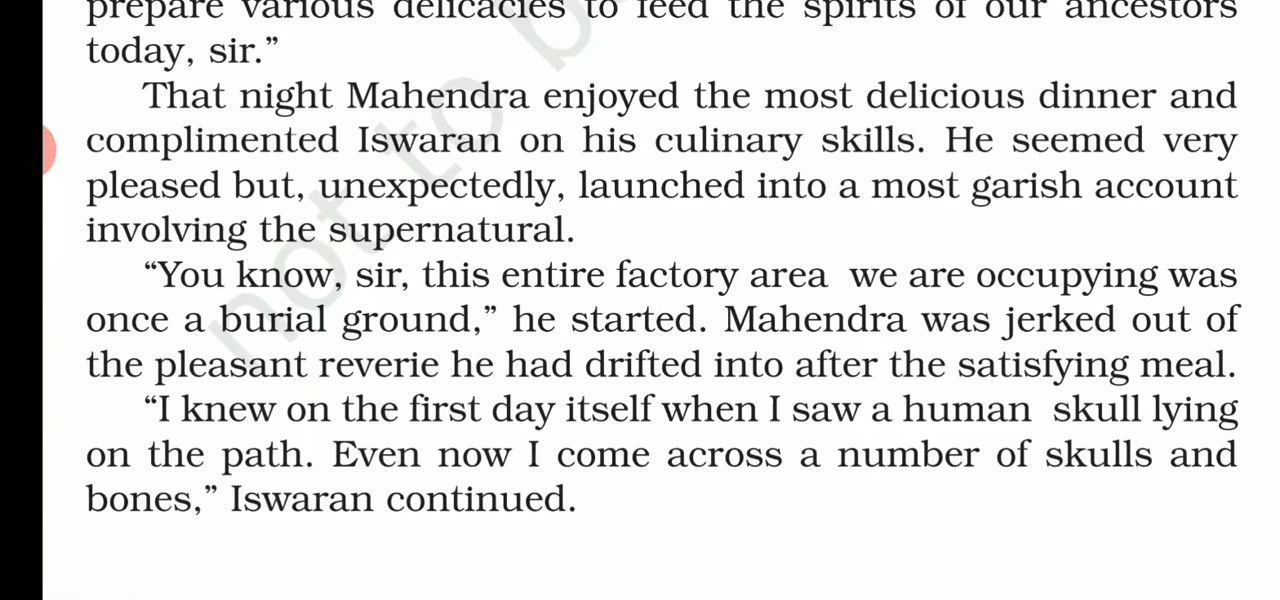 prepare various delicacies to feed the spirits of our ancestors
today, sir.”
That night Mahendra enjoyed the most delicious dinner and
complimented Iswaran on his culinary skills. He seemed very
pleased but, unexpectedly, launched into a most garish account
involving the supernatural.
“You know, sir, this entire factory area  we are occupying was
once a burial ground,” he started. Mahendra was jerked out of
the pleasant reverie he had drifted into after the satisfying meal.
“I knew on the first day itself when I saw a human  skull lying
on the path. Even now I come across a number of skulls and
bones,” Iswaran continued.
not to b